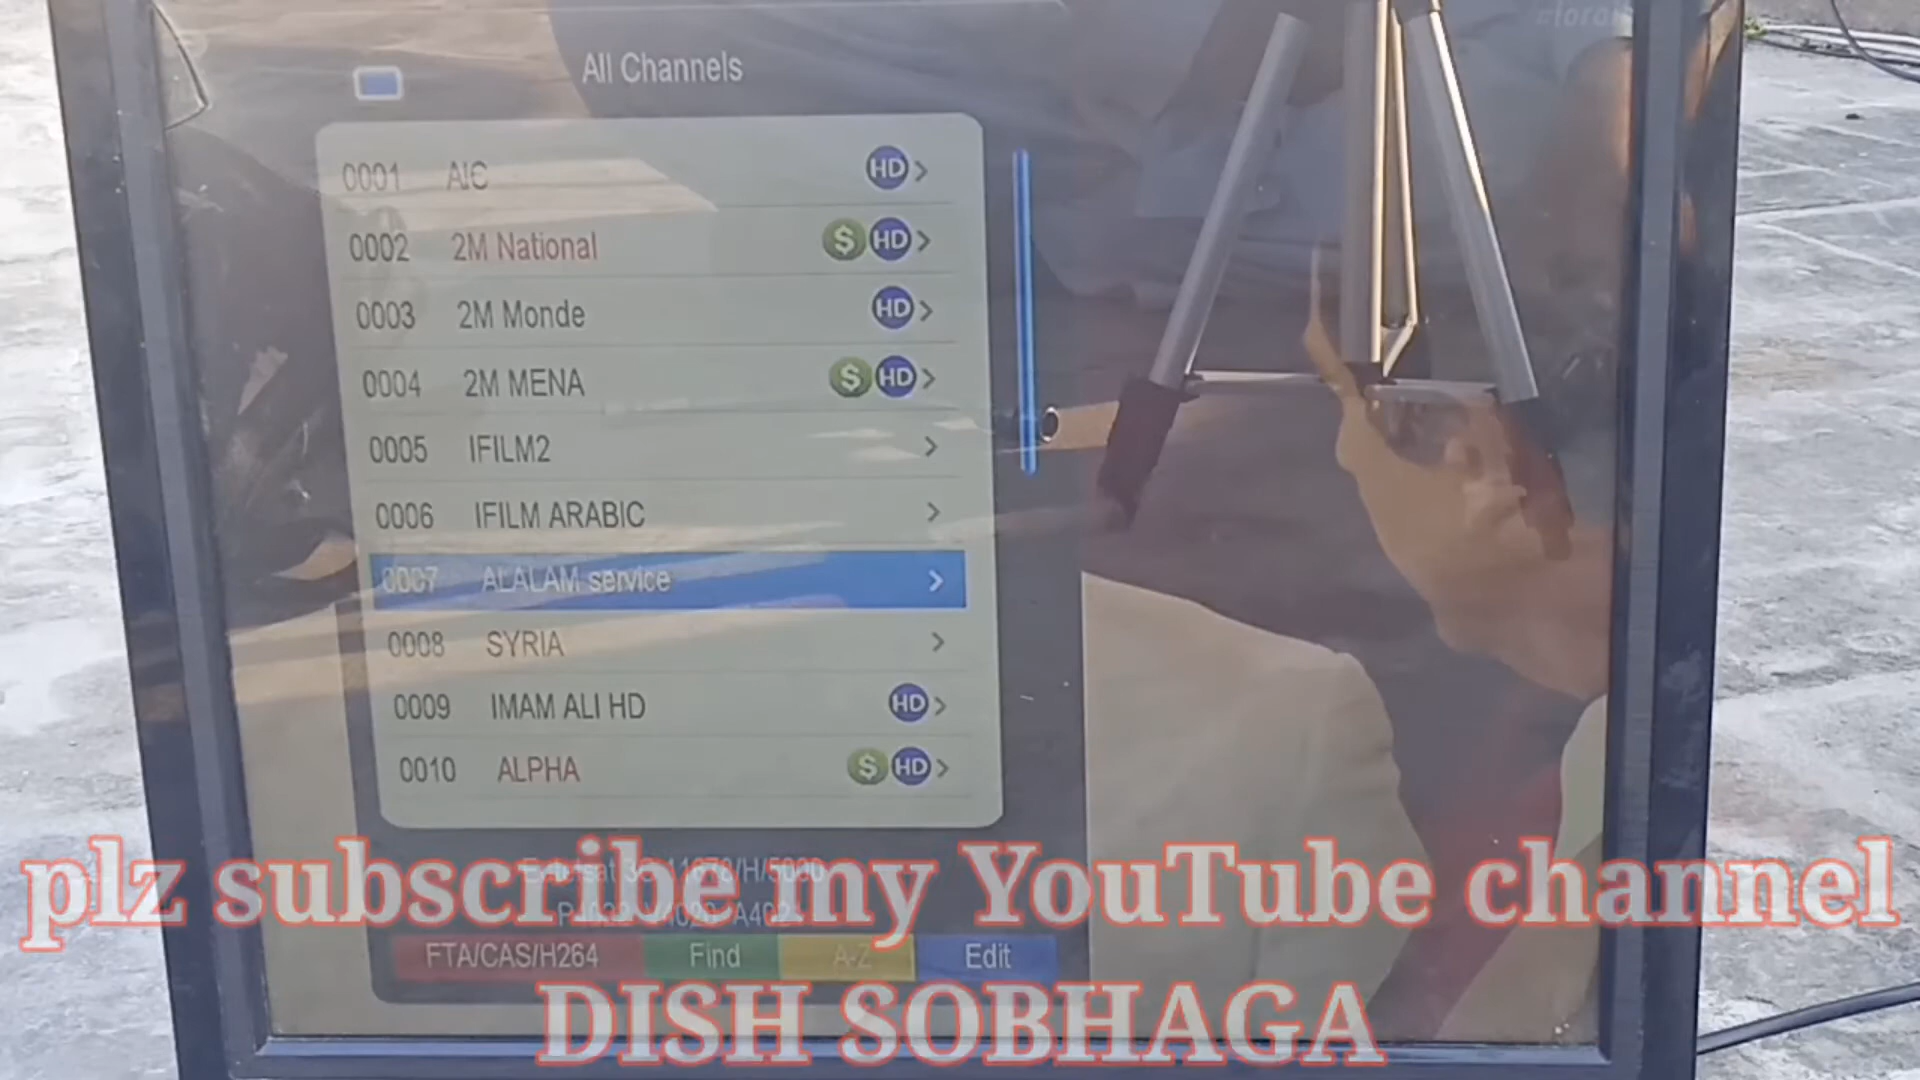 All Channels
0001 AIC HD >
0002 2M National $ HD >
0003 2M Monde HD >
0004 2M MENA $ HD >
0005 IFILM2 >
0006 IFILM ARABIC >
0007 ALALAM service >
0008 SYRIA >
0009 IMAM ALI HD HD >
0010 ALPHA $ HD >
plz subscribe my YouTube channel
FTA/CAS/H264 Find A-Z Edit
DISH SOBHAGA